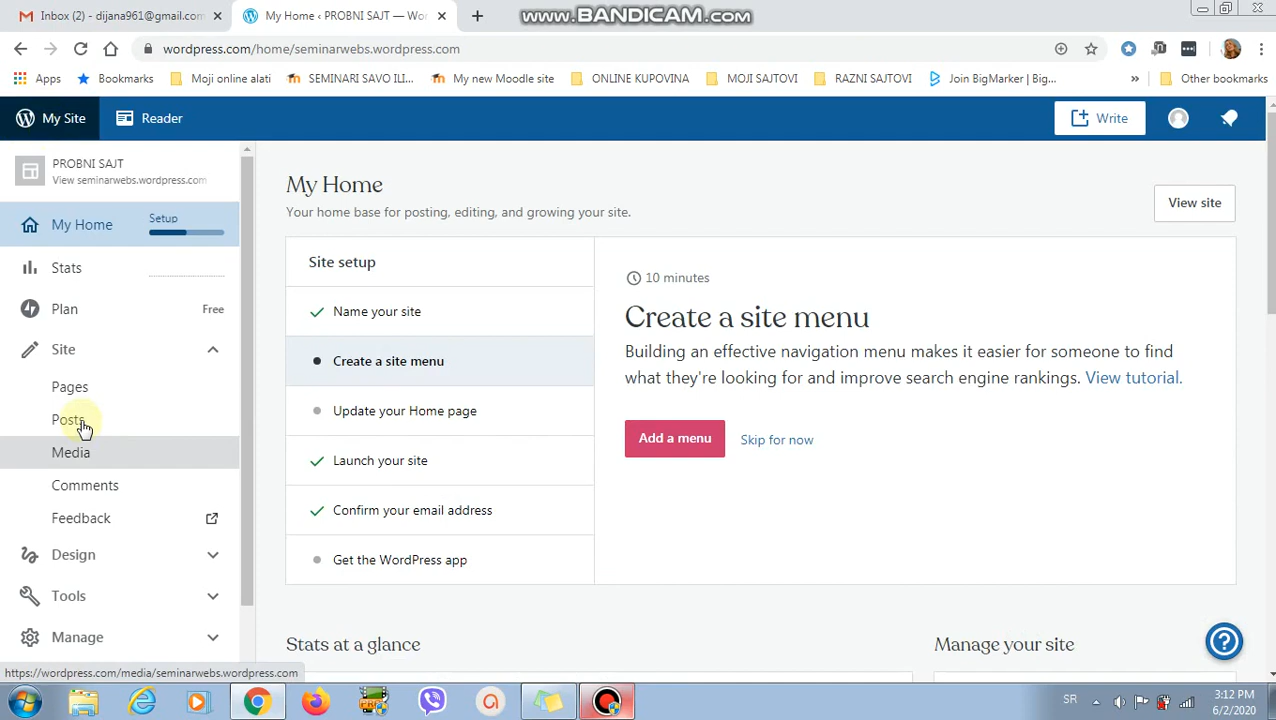 Inbox (2) - dijana961@gmail.com
My Home ‹ PROBNI SAJT — Wor
www.BANDICAM.com
wordpress.com/home/seminarwebs.wordpress.com
Apps
Bookmarks
Moji online alati
SEMINARI SAVO ILI...
My new Moodle site
ONLINE KUPOVINA
MOJI SAJTOVI
RAZNI SAJTOVI
Join BigMarker | Big...
»
Other bookmarks
My Site
Reader
Write
PROBNI SAJT
View seminarwebs.wordpress.com
My Home
Setup
Stats
Plan
Free
Site
Pages
Posts
Media
Comments
Feedback
Design
Tools
Manage
https://wordpress.com/media/seminarwebs.wordpress.com
My Home
Your home base for posting, editing, and growing your site.
View site
Site setup
Name your site
Create a site menu
Update your Home page
Launch your site
Confirm your email address
Get the WordPress app
10 minutes
Create a site menu
Building an effective navigation menu makes it easier for someone to find
what they're looking for and improve search engine rankings. View tutorial.
Add a menu
Skip for now
Stats at a glance
Manage your site
SR
3:12 PM
6/2/2020